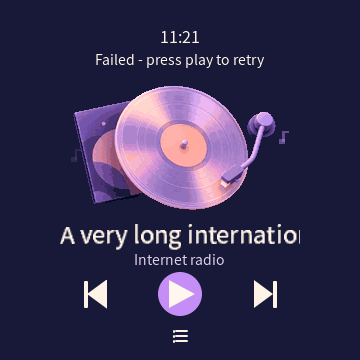 11:21
Failed - press play to retry
A very long internation
Internet radio